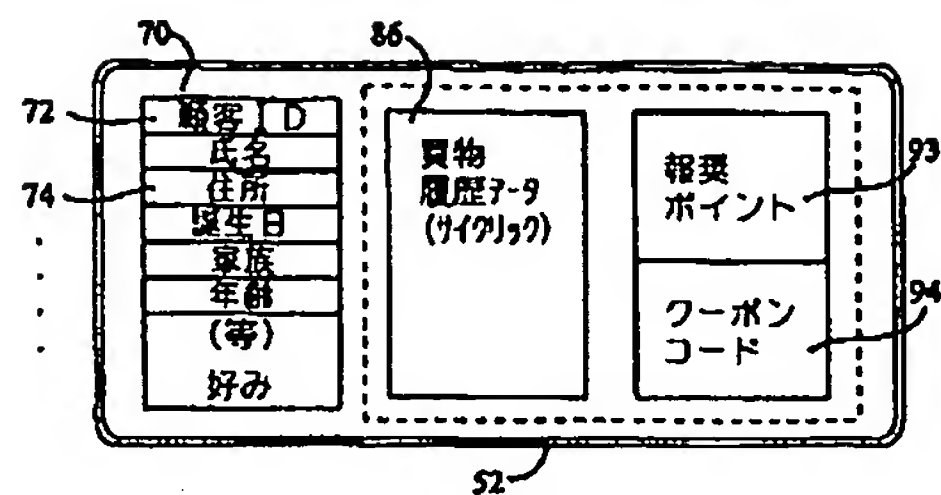 70
86
72
顧客ID
氏名
74
住所
誕生日
家族
年齢
(等)
好み
買物
履歴データ
(サイクリック)
報奨
ポイント
93
クーポン
コード
94
52